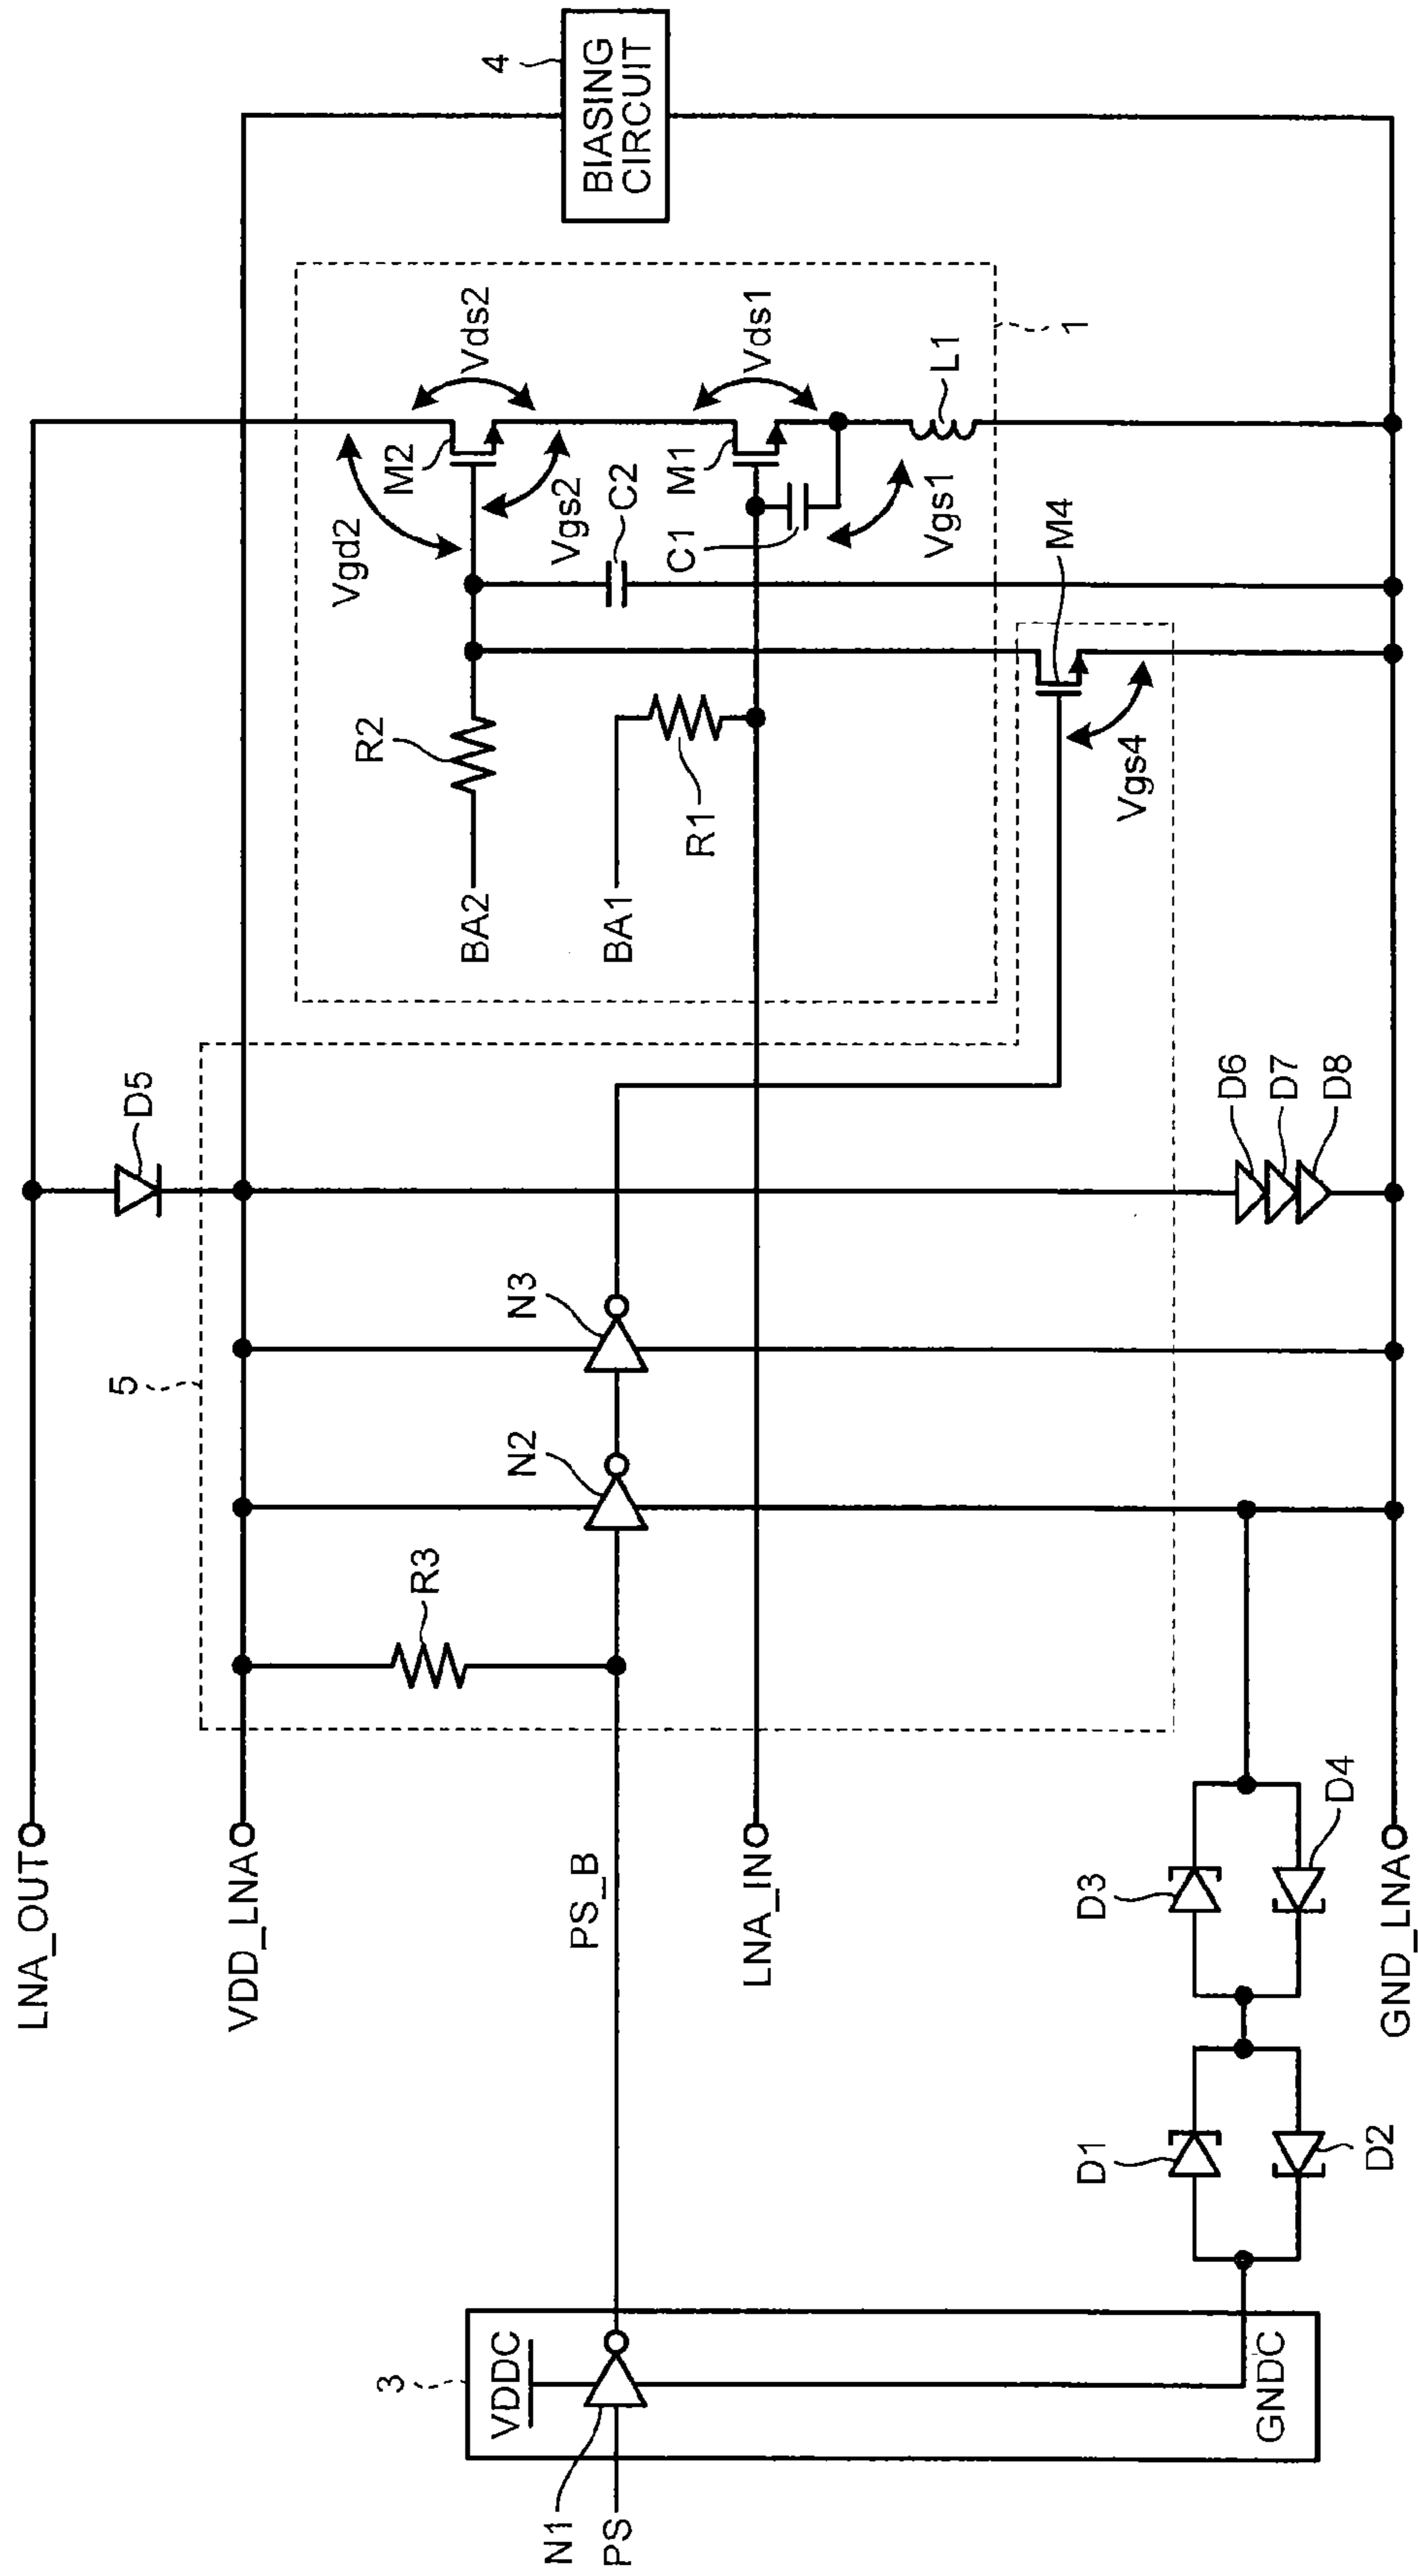 LNA_OUT
VDD_LNA
PS_B
LNA_IN
GND_LNA
3
VDDC
N1
PS
GNDC
D1
D2
D3
D4
5
R3
N2
N3
D5
D6
D7
D8
BA2
BA1
R2
R1
Vgd2
M2
Vds2
Vgs2
C2
M1
Vds1
C1
Vgs1
L1
1
M4
Vgs4
4
BIASING
CIRCUIT